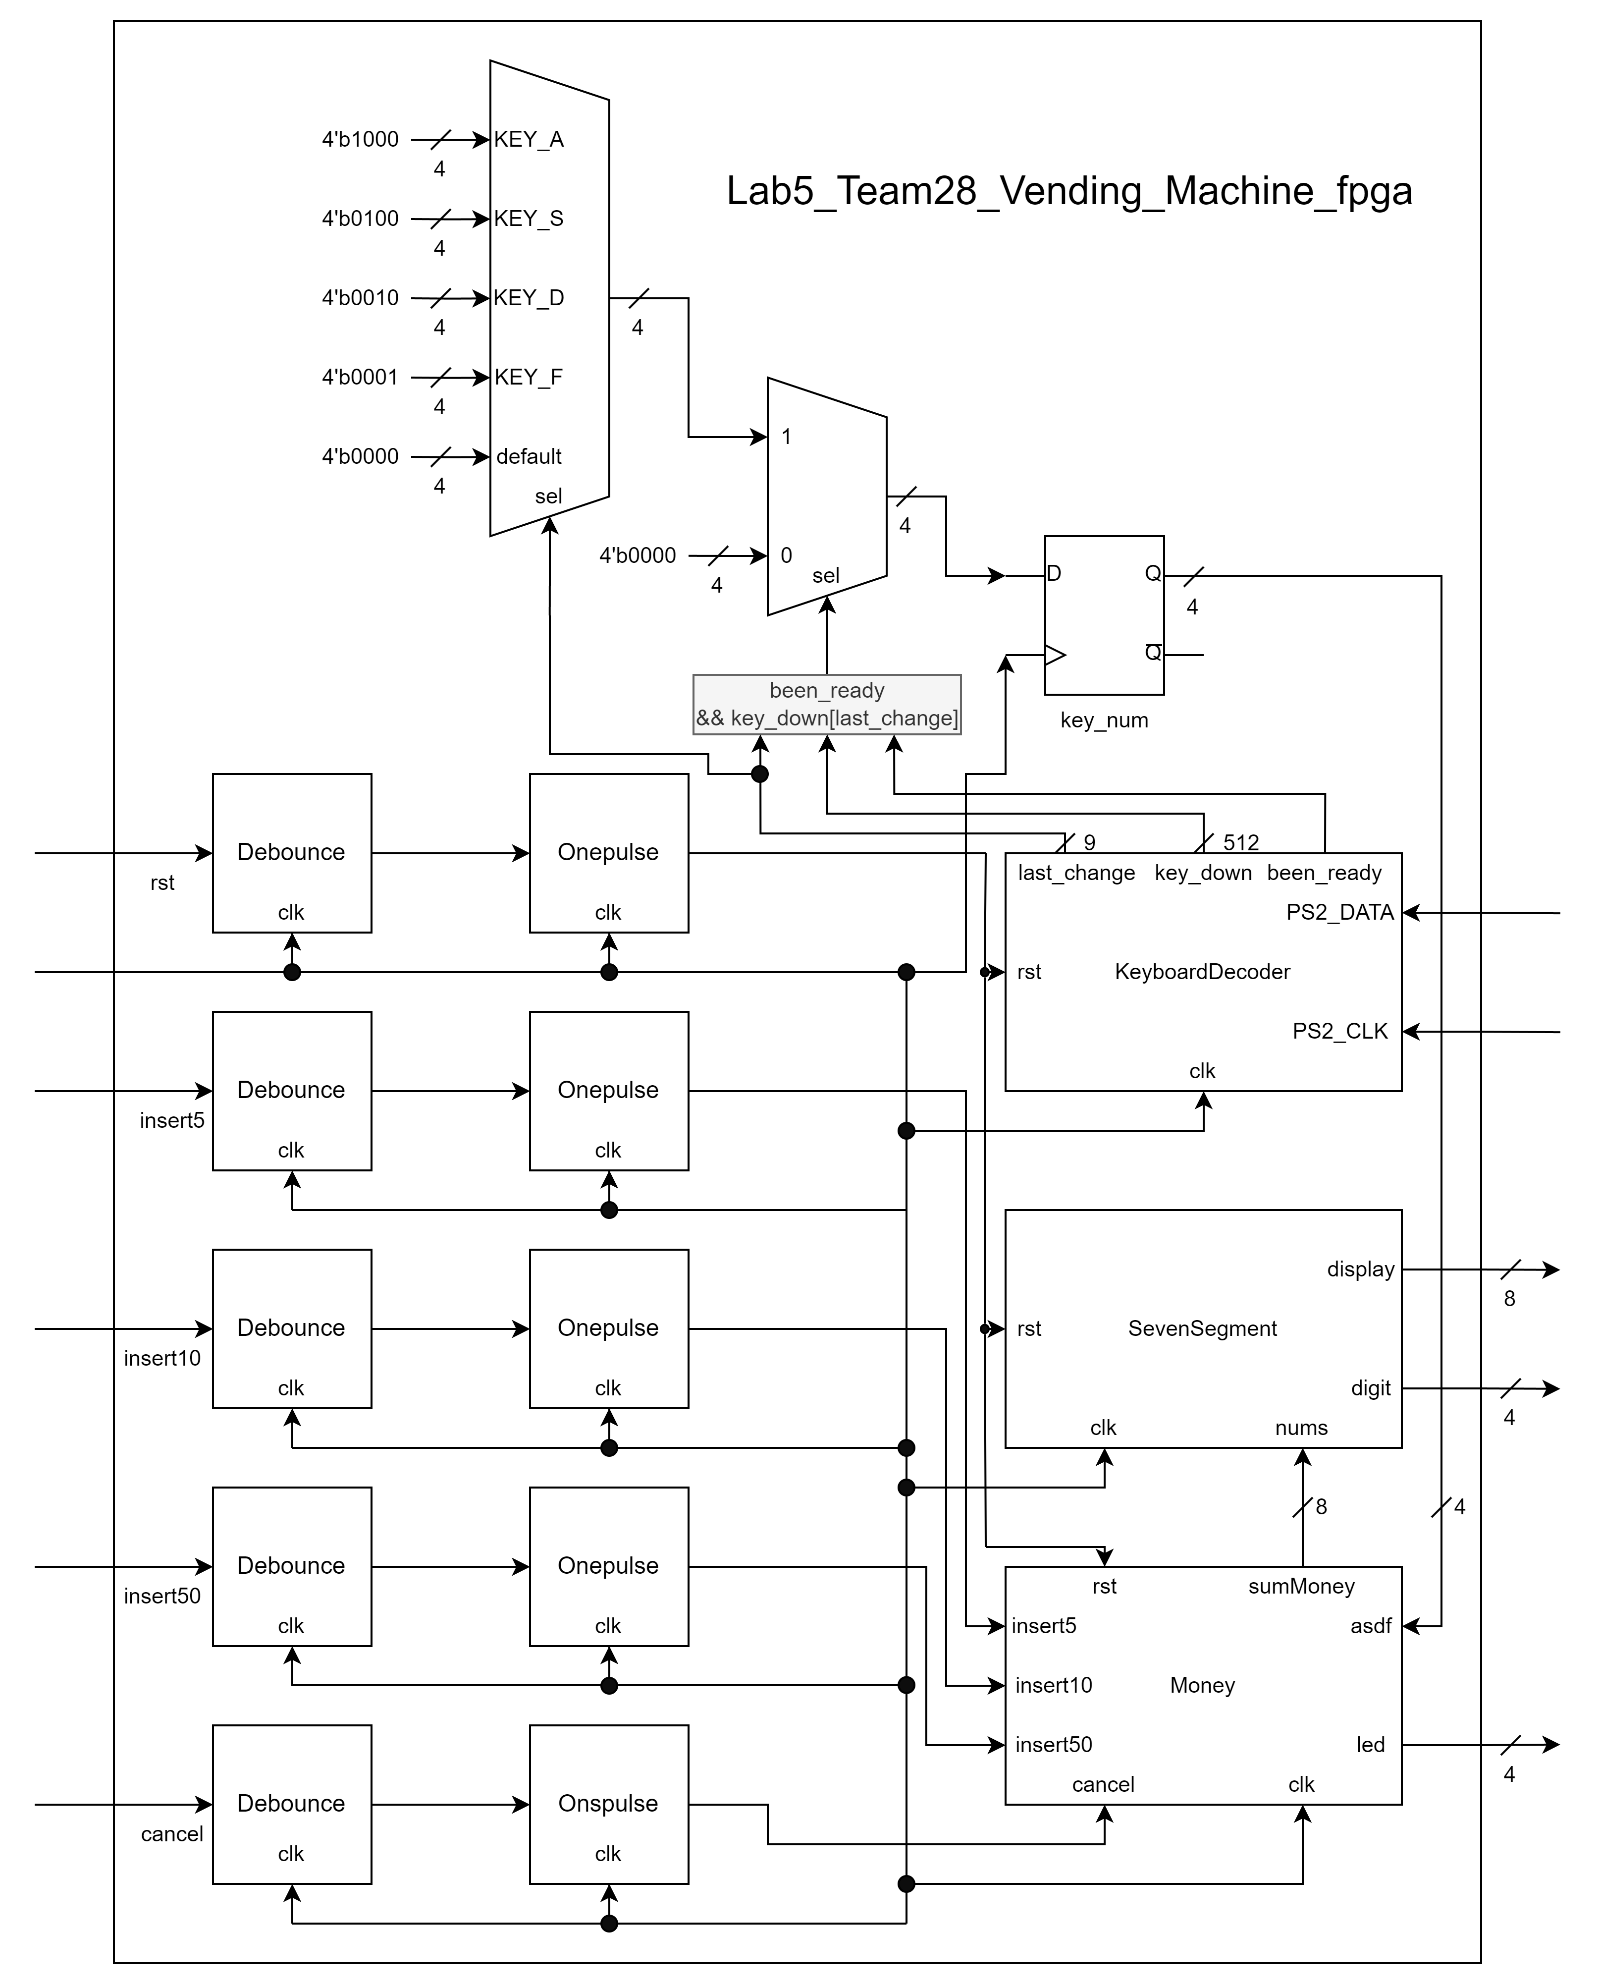 4'b1000
4
KEY_A
Lab5_Team28_Vending_Machine_fpga
4'b0100
4
KEY_S
4'b0010
4
KEY_D
4
4'b0001
4
KEY_F
4'b0000
4
default
sel
1
4'b0000
4
0
sel
4
D
Q
4
Q
key_num
been_ready
&& key_down[last_change]
rst
Debounce
clk
Onepulse
clk
9
512
last_change
key_down
been_ready
PS2_DATA
rst
KeyboardDecoder
PS2_CLK
clk
insert5
Debounce
clk
Onepulse
clk
insert10
Debounce
clk
Onepulse
clk
display
8
rst
SevenSegment
digit
4
clk
nums
8
4
insert50
Debounce
clk
Onepulse
clk
rst
sumMoney
insert5
asdf
insert10
Money
insert50
led
4
cancel
clk
cancel
Debounce
clk
Onspulse
clk